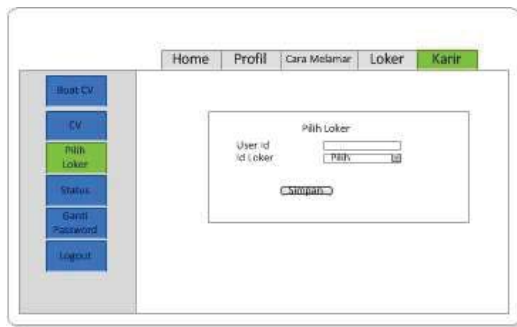 Home Profil Cara Melamar Loker Karir
Buat CV
CV
Pilih
Loker
Status
Ganti
Password
Logout
Pilih Loker
User Id
Id Loker Pilih
Simpan